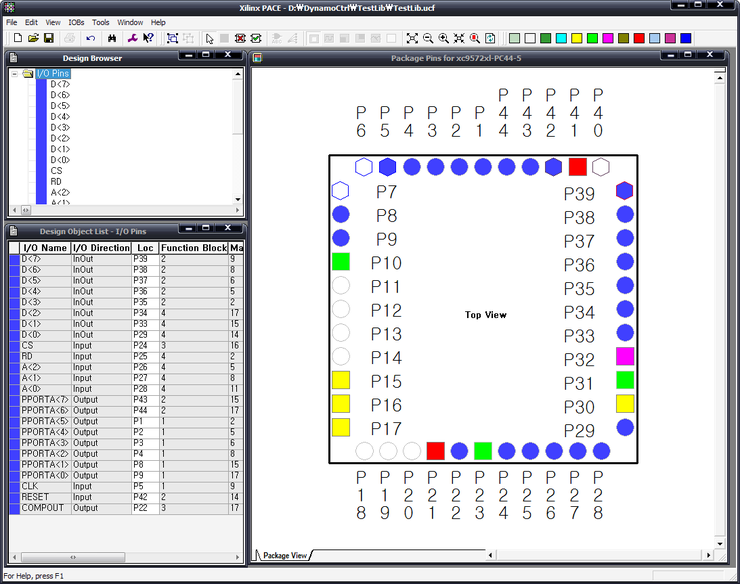 Xilinx PACE - D:₩DynamoCtrl₩TestLib₩TestLib.ucf
File Edit View IOBs Tools Window Help
Design Browser
I/O Pins
D<7>
D<6>
D<5>
D<4>
D<3>
D<2>
D<1>
D<0>
CS
RD
A<2>
A<1>
Design Object List - I/O Pins
I/O Name I/O Direction Loc Function Block Ma
D<7> InOut P39 2 9
D<6> InOut P38 2 8
D<5> InOut P37 2 6
D<4> InOut P36 2 5
D<3> InOut P35 2 2
D<2> InOut P34 4 17
D<1> InOut P33 4 15
D<0> InOut P29 4 14
CS Input P24 3 16
RD Input P25 4 2
A<2> Input P26 4 5
A<1> Input P27 4 8
A<0> Input P28 4 11
PPORTA<7> Output P43 2 15
PPORTA<6> Output P44 2 17
PPORTA<5> Output P1 1 2
PPORTA<4> Output P2 1 5
PPORTA<3> Output P3 1 6
PPORTA<2> Output P4 1 8
PPORTA<1> Output P8 1 15
PPORTA<0> Output P9 1 17
CLK Input P5 1 9
RESET Input P42 2 14
COMPOUT Output P22 3 17
Package Pins for xc9572xl-PC44-5
P6 P5 P4 P3 P2 P1 P44 P43 P42 P41 P40
P7 P39
P8 P38
P9 P37
P10 P36
P11 P35
P12 P34
Top View
P13 P33
P14 P32
P15 P31
P16 P30
P17 P29
P18 P19 P20 P21 P22 P23 P24 P25 P26 P27 P28
Package View
For Help, press F1